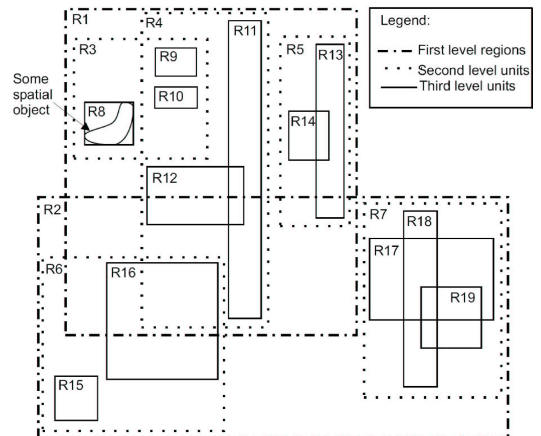 R1
R4
R11
Legend:
R3
R9
R5
R13
First level regions
Second level units
Third level units
Some
spatial
object
R10
R8
R14
R12
R2
R7
R18
R17
R6
R16
R19
R15